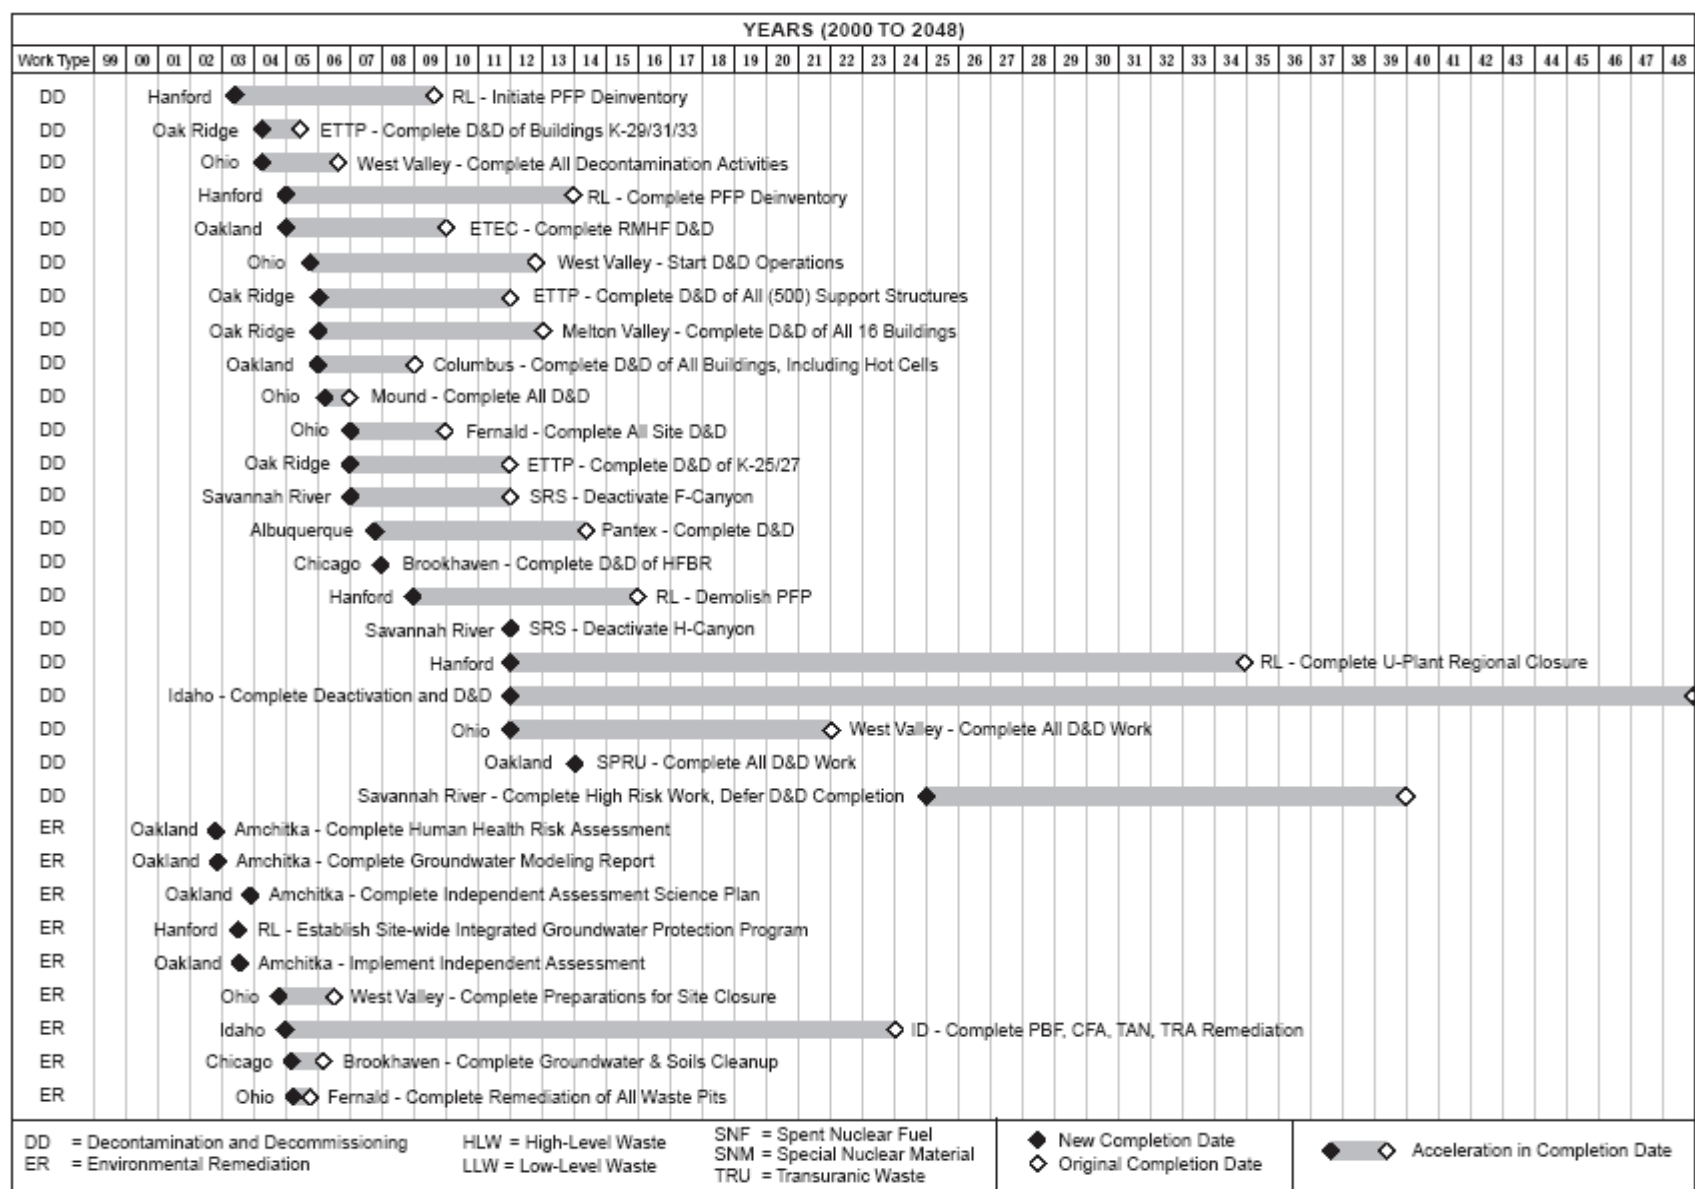 YEARS (2000 TO 2048)
Work Type 99 00 01 02 03 04 05 06 07 08 09 10 11 12 13 14 15 16 17 18 19 20 21 22 23 24 25 26 27 28 29 30 31 32 33 34 35 36 37 38 39 40 41 42 43 44 45 46 47 48
DD Hanford RL - Initiate PFP Deinventory
DD Oak Ridge ETTP - Complete D&D of Buildings K-29/31/33
DD Ohio West Valley - Complete All Decontamination Activities
DD Hanford RL - Complete PFP Deinventory
DD Oakland ETEC - Complete RMHF D&D
DD Ohio West Valley - Start D&D Operations
DD Oak Ridge ETTP - Complete D&D of All (500) Support Structures
DD Oak Ridge Melton Valley - Complete D&D of All 16 Buildings
DD Oakland Columbus - Complete D&D of All Buildings, Including Hot Cells
DD Ohio Mound - Complete All D&D
DD Ohio Fernald - Complete All Site D&D
DD Oak Ridge ETTP - Complete D&D of K-25/27
DD Savannah River SRS - Deactivate F-Canyon
DD Albuquerque Pantex - Complete D&D
DD Chicago Brookhaven - Complete D&D of HFBR
DD Hanford RL - Demolish PFP
DD Savannah River SRS - Deactivate H-Canyon
DD Hanford RL - Complete U-Plant Regional Closure
DD Idaho - Complete Deactivation and D&D
DD Ohio West Valley - Complete All D&D Work
DD Oakland SPRU - Complete All D&D Work
DD Savannah River - Complete High Risk Work, Defer D&D Completion
ER Oakland Amchitka - Complete Human Health Risk Assessment
ER Oakland Amchitka - Complete Groundwater Modeling Report
ER Oakland Amchitka - Complete Independent Assessment Science Plan
ER Hanford RL - Establish Site-wide Integrated Groundwater Protection Program
ER Oakland Amchitka - Implement Independent Assessment
ER Ohio West Valley - Complete Preparations for Site Closure
ER Idaho ID - Complete PBF, CFA, TAN, TRA Remediation
ER Chicago Brookhaven - Complete Groundwater & Soils Cleanup
ER Ohio Fernald - Complete Remediation of All Waste Pits
DD = Decontamination and Decommissioning
ER = Environmental Remediation
HLW = High-Level Waste
LLW = Low-Level Waste
SNF = Spent Nuclear Fuel
SNM = Special Nuclear Material
TRU = Transuranic Waste
New Completion Date
Original Completion Date
Acceleration in Completion Date